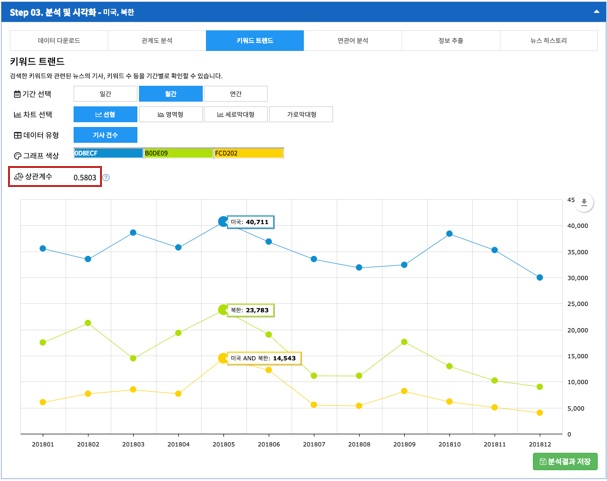 Step 03. 분석 및 시각화 - 미국, 북한
데이터 다운로드 관계도 분석 키워드 트렌드 연관어 분석 정보 추출 뉴스 히스토리
키워드 트렌드
검색한 키워드와 관련된 뉴스의 기사, 키워드 수 등을 기간별로 확인할 수 있습니다.
기간 선택 일간 월간 연간
차트 선택 선형 영역형 세로막대형 가로막대형
데이터 유형 기사 건수
그래프 색상 0D8ECF B0DE09 FCD202
상관계수 0.5803 ?
45
미국: 40,711
40,000
35,000
30,000
25,000
북한: 23,783
20,000
15,000
미국 AND 북한: 14,543
10,000
5,000
0
201801 201802 201803 201804 201805 201806 201807 201808 201809 201810 201811 201812
분석결과 저장